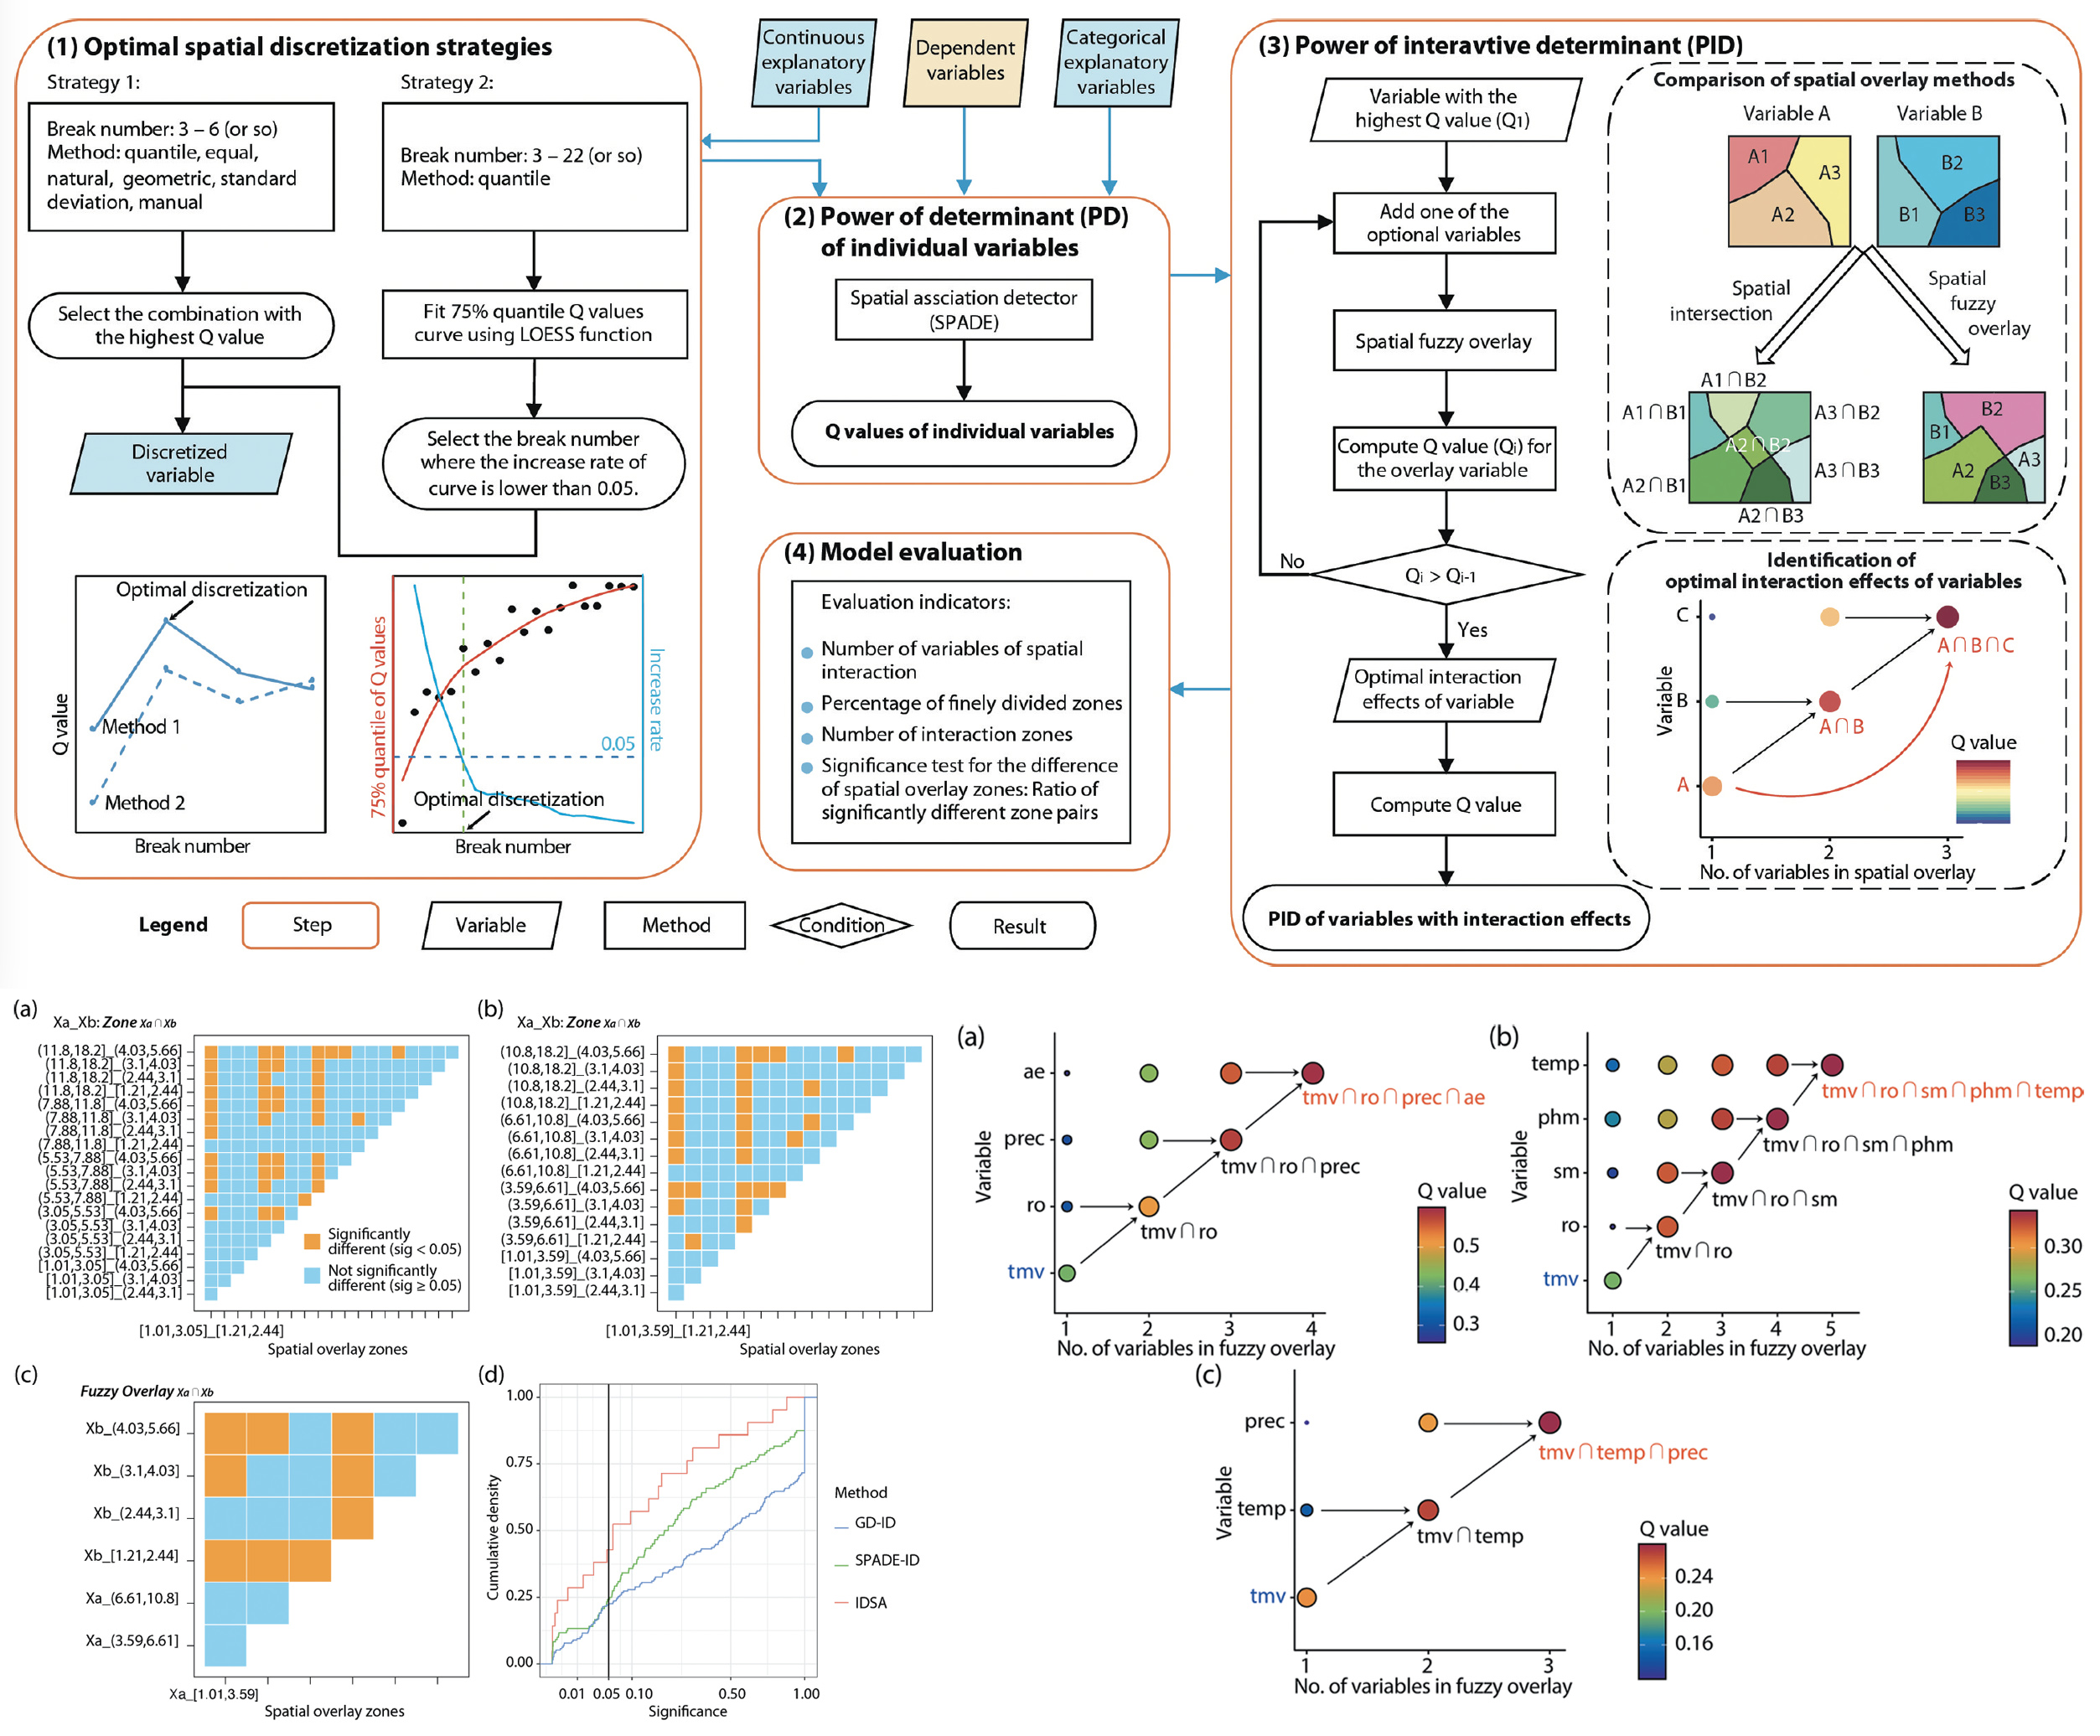 (1) Optimal spatial discretization strategies
Strategy 1:
Strategy 2:
Break number: 3 – 6 (or so)
Method: quantile, equal,
natural, geometric, standard
deviation, manual
Break number: 3 – 22 (or so)
Method: quantile
Select the combination with
the highest Q value
Fit 75% quantile Q values
curve using LOESS function
Discretized
variable
Select the break number
where the increase rate of
curve is lower than 0.05.
Optimal discretization
Method 1
Method 2
Q value
Break number
75% quantile of Q values
Increase rate
0.05
Optimal discretization
Break number
Continuous
explanatory
variables
Dependent
variables
Categorical
explanatory
variables
(2) Power of determinant (PD)
of individual variables
Spatial assciation detector
(SPADE)
Q values of individual variables
(4) Model evaluation
Evaluation indicators:
Number of variables of spatial
interaction
Percentage of finely divided zones
Number of interaction zones
Significance test for the difference
of spatial overlay zones: Ratio of
significantly different zone pairs
(3) Power of interavtive determinant (PID)
Variable with the
highest Q value (Q1)
Add one of the
optional variables
Spatial fuzzy overlay
Compute Q value (Qi) for
the overlay variable
No
Qi > Qi-1
Yes
Optimal interaction
effects of variable
Compute Q value
PID of variables with interaction effects
Comparison of spatial overlay methods
Variable A
Variable B
A1
A3
A2
B2
B1
B3
Spatial
intersection
Spatial
fuzzy
overlay
A1∩B2
A1∩B1
A3∩B2
A2∩B2
A2∩B1
A3∩B3
A2∩B3
B2
B1
A2
A3
B3
Identification of
optimal interaction effects of variables
C
B
A
Variable
A∩B∩C
A∩B
Q value
1 2 3
No. of variables in spatial overlay
Legend
Step
Variable
Method
Condition
Result
(a)
Xa_Xb: Zone Xa∩Xb
(11.8,18.2]_(4.03,5.66]
(11.8,18.2]_(3.1,4.03]
(11.8,18.2]_(2.44,3.1]
(11.8,18.2]_[1.21,2.44]
(7.88,11.8]_(4.03,5.66]
(7.88,11.8]_(3.1,4.03]
(7.88,11.8]_(2.44,3.1]
(7.88,11.8]_[1.21,2.44]
(5.53,7.88]_(4.03,5.66]
(5.53,7.88]_(3.1,4.03]
(5.53,7.88]_(2.44,3.1]
(5.53,7.88]_[1.21,2.44]
(3.05,5.53]_(4.03,5.66]
(3.05,5.53]_(3.1,4.03]
(3.05,5.53]_(2.44,3.1]
(3.05,5.53]_[1.21,2.44]
[1.01,3.05]_(4.03,5.66]
[1.01,3.05]_(3.1,4.03]
[1.01,3.05]_(2.44,3.1]
Significantly
different (sig < 0.05)
Not significantly
different (sig ≥ 0.05)
[1.01,3.05]_[1.21,2.44]
Spatial overlay zones
(b)
Xa_Xb: Zone Xa∩Xb
(10.8,18.2]_(4.03,5.66]
(10.8,18.2]_(3.1,4.03]
(10.8,18.2]_(2.44,3.1]
(10.8,18.2]_[1.21,2.44]
(6.61,10.8]_(4.03,5.66]
(6.61,10.8]_(3.1,4.03]
(6.61,10.8]_(2.44,3.1]
(6.61,10.8]_[1.21,2.44]
(3.59,6.61]_(4.03,5.66]
(3.59,6.61]_(3.1,4.03]
(3.59,6.61]_(2.44,3.1]
(3.59,6.61]_[1.21,2.44]
[1.01,3.59]_(4.03,5.66]
[1.01,3.59]_(3.1,4.03]
[1.01,3.59]_(2.44,3.1]
[1.01,3.59]_[1.21,2.44]
Spatial overlay zones
(c)
Fuzzy Overlay Xa∩Xb
Xb_(4.03,5.66]
Xb_(3.1,4.03]
Xb_(2.44,3.1]
Xb_[1.21,2.44]
Xa_(6.61,10.8]
Xa_(3.59,6.61]
Xa_[1.01,3.59]
Spatial overlay zones
(d)
Cumulative density
1.00
0.75
0.50
0.25
0.00
0.01 0.05 0.10 0.50 1.00
Significance
Method
GD-ID
SPADE-ID
IDSA
(a)
Variable
ae
prec
ro
tmv
tmv∩ro∩prec∩ae
tmv∩ro∩prec
tmv∩ro
1 2 3 4
No. of variables in fuzzy overlay
Q value
0.5
0.4
0.3
(b)
Variable
temp
phm
sm
ro
tmv
tmv∩ro∩sm∩phm∩temp
tmv∩ro∩sm∩phm
tmv∩ro∩sm
tmv∩ro
1 2 3 4 5
No. of variables in fuzzy overlay
Q value
0.30
0.25
0.20
(c)
Variable
prec
temp
tmv
tmv∩temp∩prec
tmv∩temp
1 2 3
No. of variables in fuzzy overlay
Q value
0.24
0.20
0.16